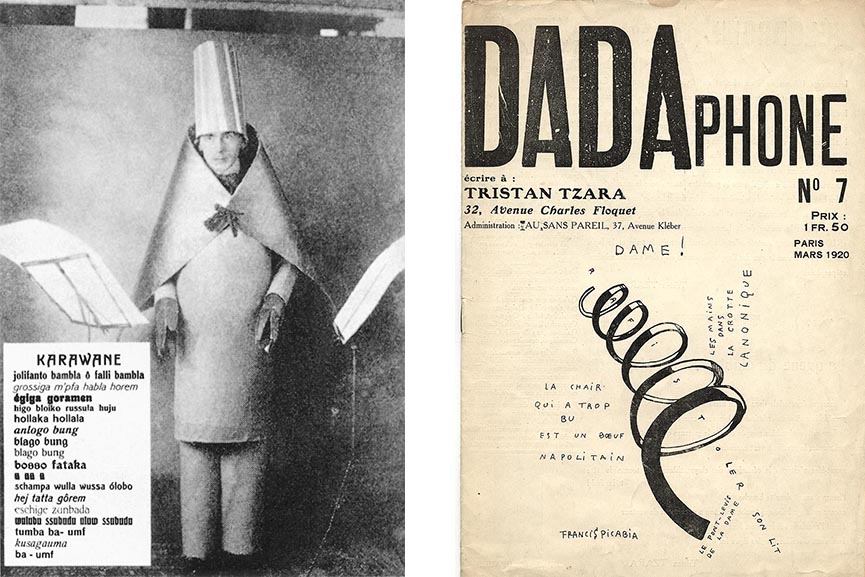 KARAWANE
jolifanto bambla ô falli bambla
grossiga m'pfa habla horem
égiga goramen
higo bloiko russula huju
hollaka hollala
anlogo bung
blago bung
blago bung
bosso fataka
ü üü ü
schampa wulla wussa ólobo
hej tatta gôrem
eschige zunbada
wulubu ssubudu uluw ssubudu
tumba ba- umf
kusagauma
ba - umf
DADAPHONE
écrire à :
TRISTAN TZARA
32, Avenue Charles Floquet
Administration : AU SANS PAREIL, 37, Avenue Kléber
Nº 7
PRIX :
1 FR. 50
PARIS
MARS 1920
DAME !
LES MAINS
DANS
LA CROTTE
CANONIQUE
LA CHAIR
QUI A TROP
BU
EST UN BŒUF
NAPOLITAIN
SON LIT
LE PONT-LEVIS
DE LA DAME
FRANCIS PICABIA